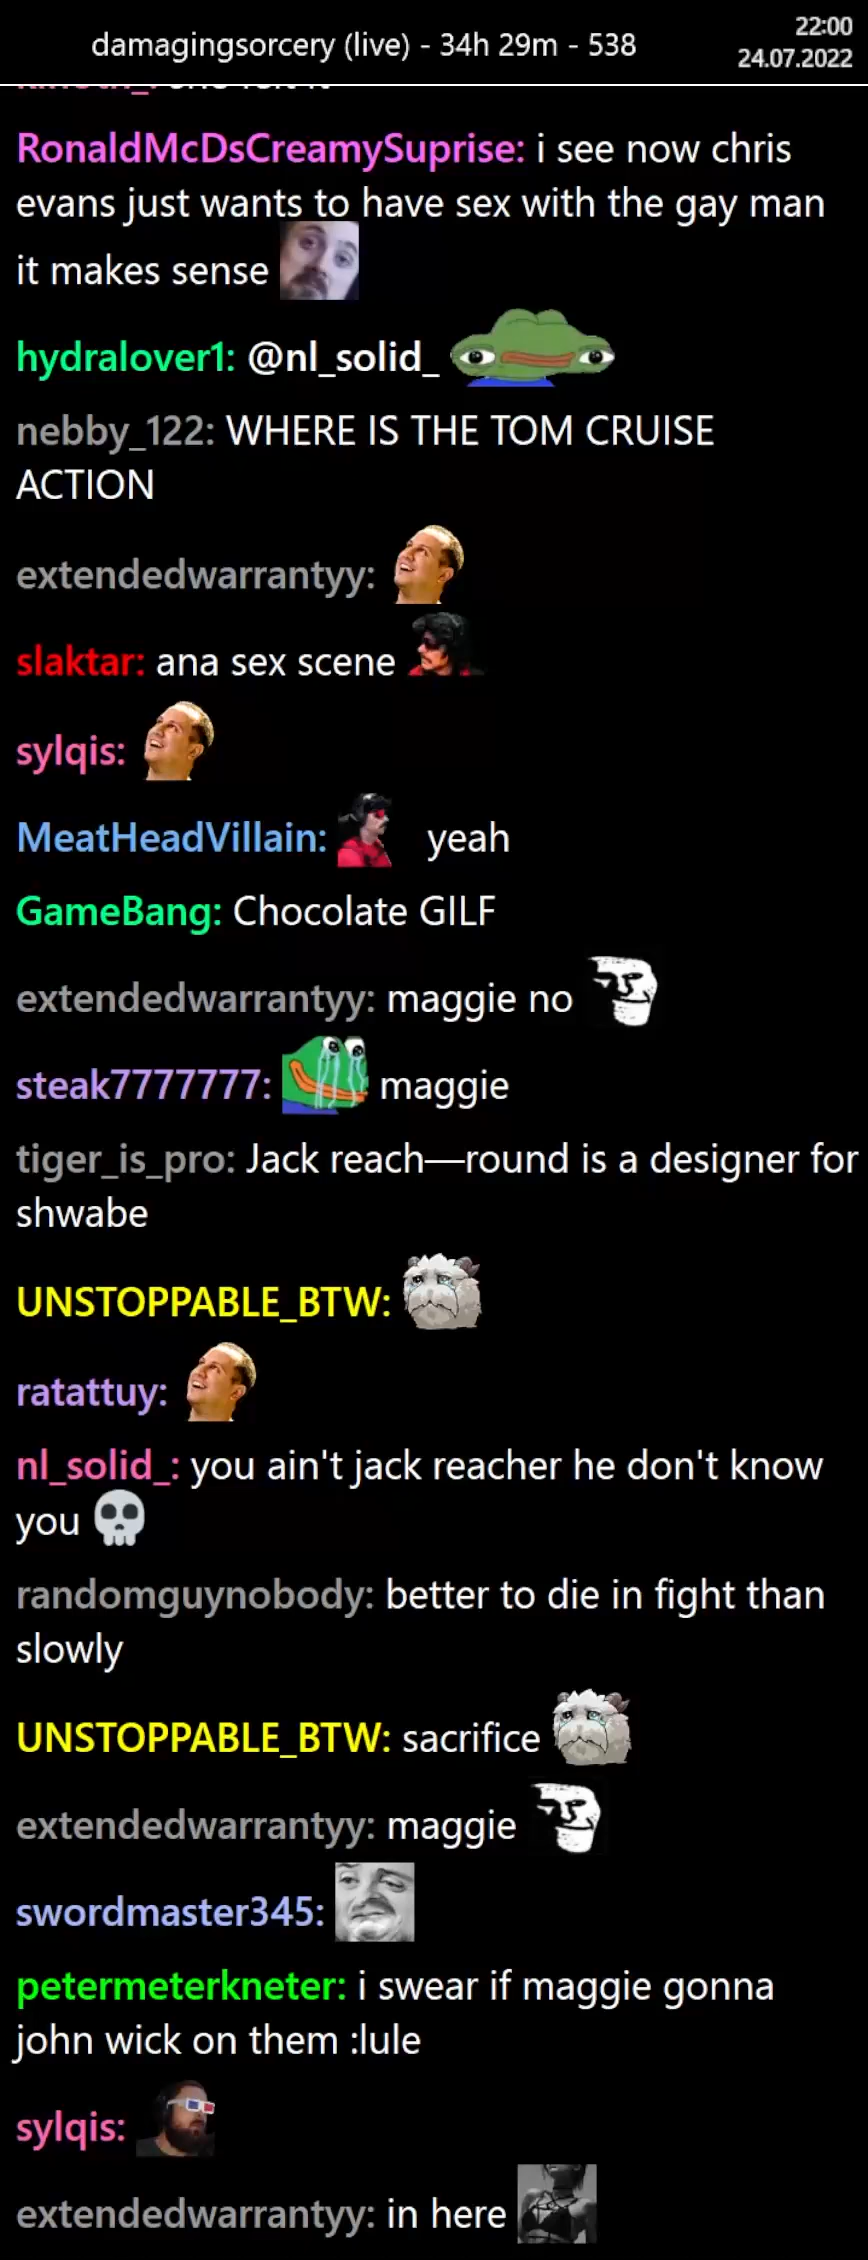 damagingsorcery (live) - 34h 29m - 538
22:00
24.07.2022
RonaldMcDsCreamySuprise: i see now chris
evans just wants to have sex with the gay man
it makes sense
hydralover1: @nl_solid_
nebby_122: WHERE IS THE TOM CRUISE
ACTION
extendedwarrantyy:
slaktar: ana sex scene
sylqis:
MeatHeadVillain: yeah
GameBang: Chocolate GILF
extendedwarrantyy: maggie no
steak7777777: maggie
tiger_is_pro: Jack reach—round is a designer for
shwabe
UNSTOPPABLE_BTW:
ratattuy:
nl_solid_: you ain't jack reacher he don't know
you 💀
randomguynobody: better to die in fight than
slowly
UNSTOPPABLE_BTW: sacrifice
extendedwarrantyy: maggie
swordmaster345:
petermeterkneter: i swear if maggie gonna
john wick on them :lule
sylqis:
extendedwarrantyy: in here